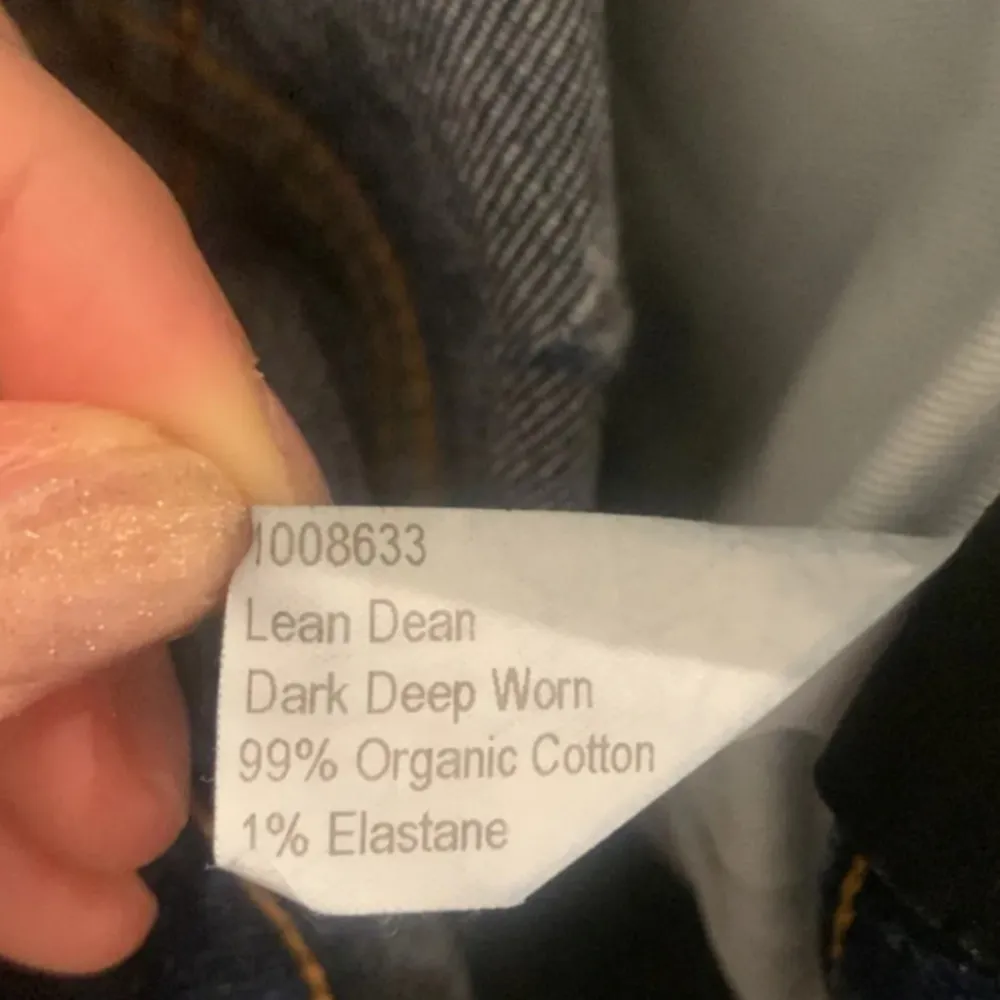 1008633
Lean Dean
Dark Deep Worn
99% Organic Cotton
1% Elastane